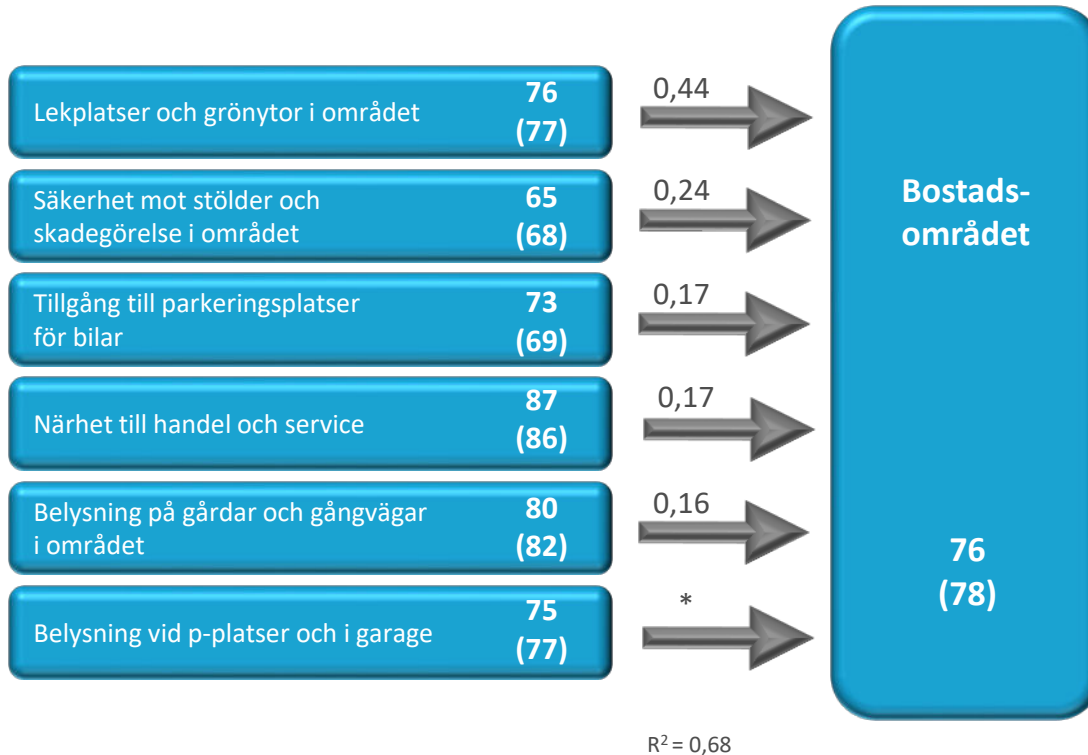 Lekplatser och grönytor i området
76
(77)
0,44
Säkerhet mot stölder och
skadegörelse i området
65
(68)
0,24
Tillgång till parkeringsplatser
för bilar
73
(69)
0,17
Närhet till handel och service
87
(86)
0,17
Belysning på gårdar och gångvägar
i området
80
(82)
0,16
Belysning vid p-platser och i garage
75
(77)
*
Bostads-
området
76
(78)
R² = 0,68